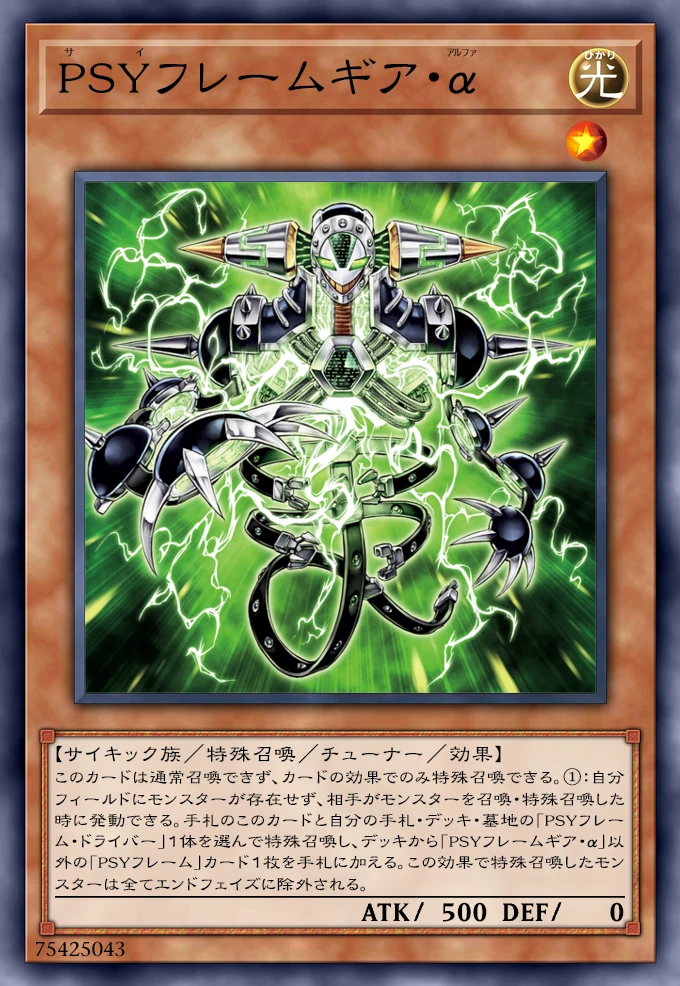 PSYフレームギア・α
サイ
アルファ
光
ひかり
【サイキック族／特殊召喚／チューナー／効果】
このカードは通常召喚できず、カードの効果でのみ特殊召喚できる。①：自分
フィールドにモンスターが存在せず、相手がモンスターを召喚・特殊召喚した
時に発動できる。手札のこのカードと自分の手札・デッキ・墓地の「PSYフレー
ム・ドライバー」１体を選んで特殊召喚し、デッキから「PSYフレームギア・α」以
外の「PSYフレーム」カード１枚を手札に加える。この効果で特殊召喚したモン
スターは全てエンドフェイズに除外される。
ATK/ 500 DEF/ 0
75425043